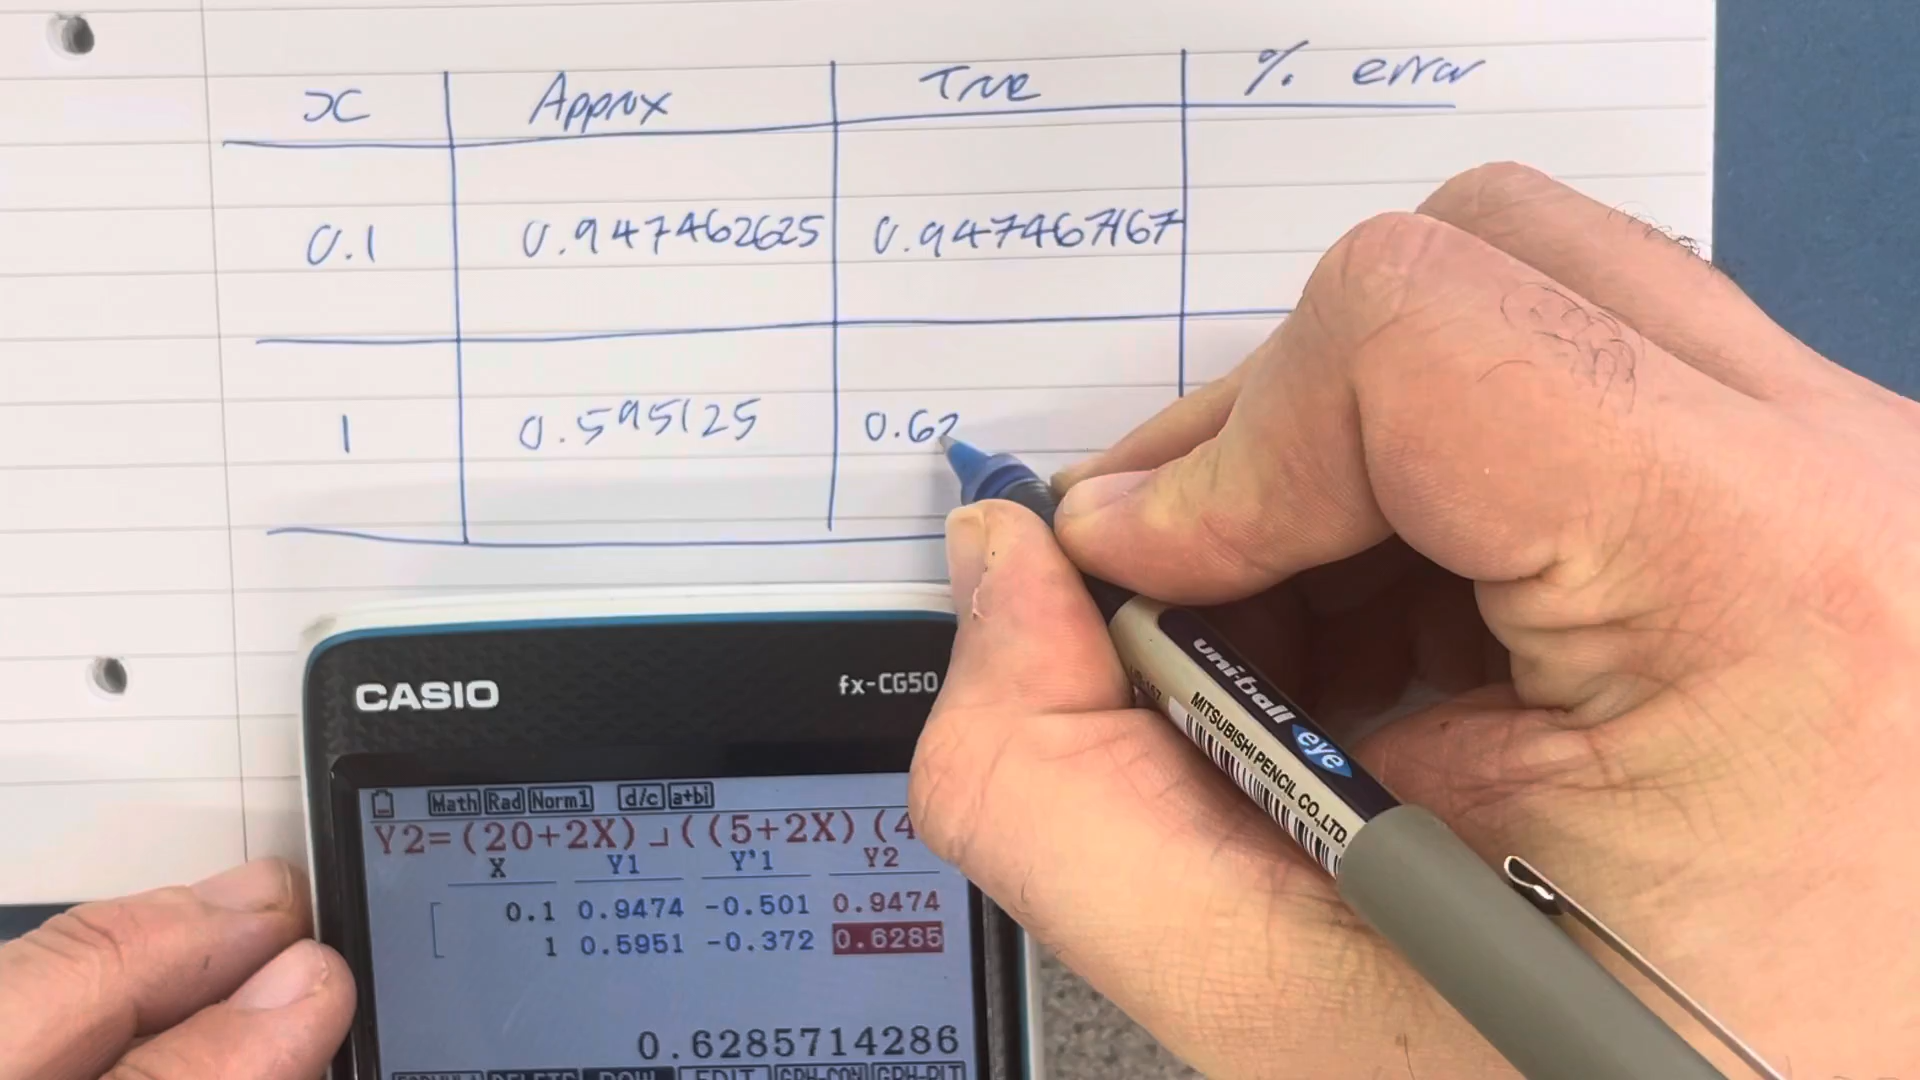 x Approx True % error
0.1 0.947462625 0.947467167
1 0.595125 0.62
CASIO fx-CG50
uni-ball eye
MITSUBISHI PENCIL CO.,LTD.
Math Rad Norm1 d/c a+bi
Y2=(20+2X)⌟((5+2X)(4
X Y1 Y'1 Y2
0.1 0.9474 -0.501 0.9474
1 0.5951 -0.372 0.6285
0.6285714286